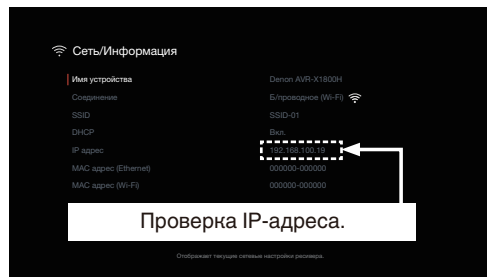 Сеть/Информация
Имя устройства Denon AVR-X1800H
Соединение Б/проводное (Wi-Fi)
SSID SSID-01
DHCP Вкл.
IP адрес 192.168.100.19
MAC адрес (Ethernet) 000000-000000
MAC адрес (Wi-Fi) 000000-000000
Проверка IP-адреса.
Отображает текущие сетевые настройки ресивера.